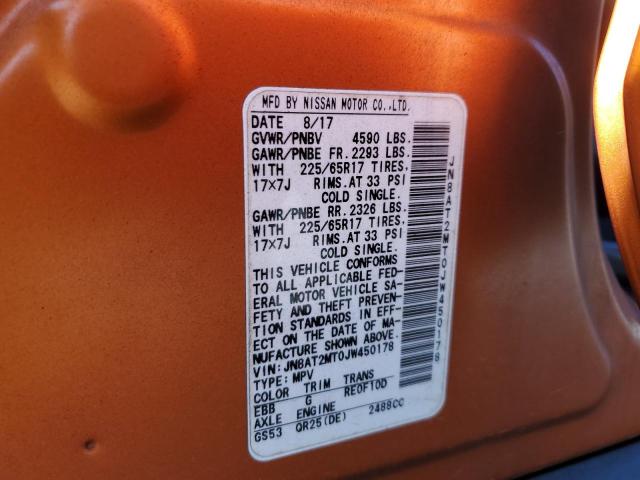 MFD BY NISSAN MOTOR CO.,LTD.
DATE 8/17
GVWR/PNBV 4590 LBS.
GAWR/PNBE FR.2293 LBS.
WITH 225/65R17 TIRES.
17×7J RIMS.AT 33 PSI
COLD SINGLE.
GAWR/PNBE RR.2326 LBS.
WITH 225/65R17 TIRES.
17×7J RIMS.AT 33 PSI
COLD SINGLE.
THIS VEHICLE CONFORMS
TO ALL APPLICABLE FED-
ERAL MOTOR VEHICLE SA-
FETY AND THEFT PREVEN-
TION STANDARDS IN EFF-
ECT ON THE DATE OF MA-
NUFACTURE SHOWN ABOVE.
VIN:JN8AT2MT0JW450178
TYPE:MPV
COLOR TRIM TRANS
EBB G RE0F10D
AXLE ENGINE
GS53 QR25(DE) 2488CC
JN8AT2MT0JW450178